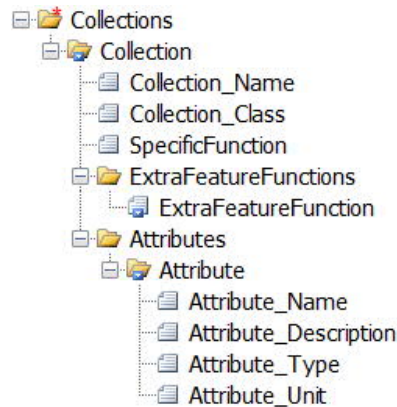 Collections
Collection
Collection_Name
Collection_Class
SpecificFunction
ExtraFeatureFunctions
ExtraFeatureFunction
Attributes
Attribute
Attribute_Name
Attribute_Description
Attribute_Type
Attribute_Unit